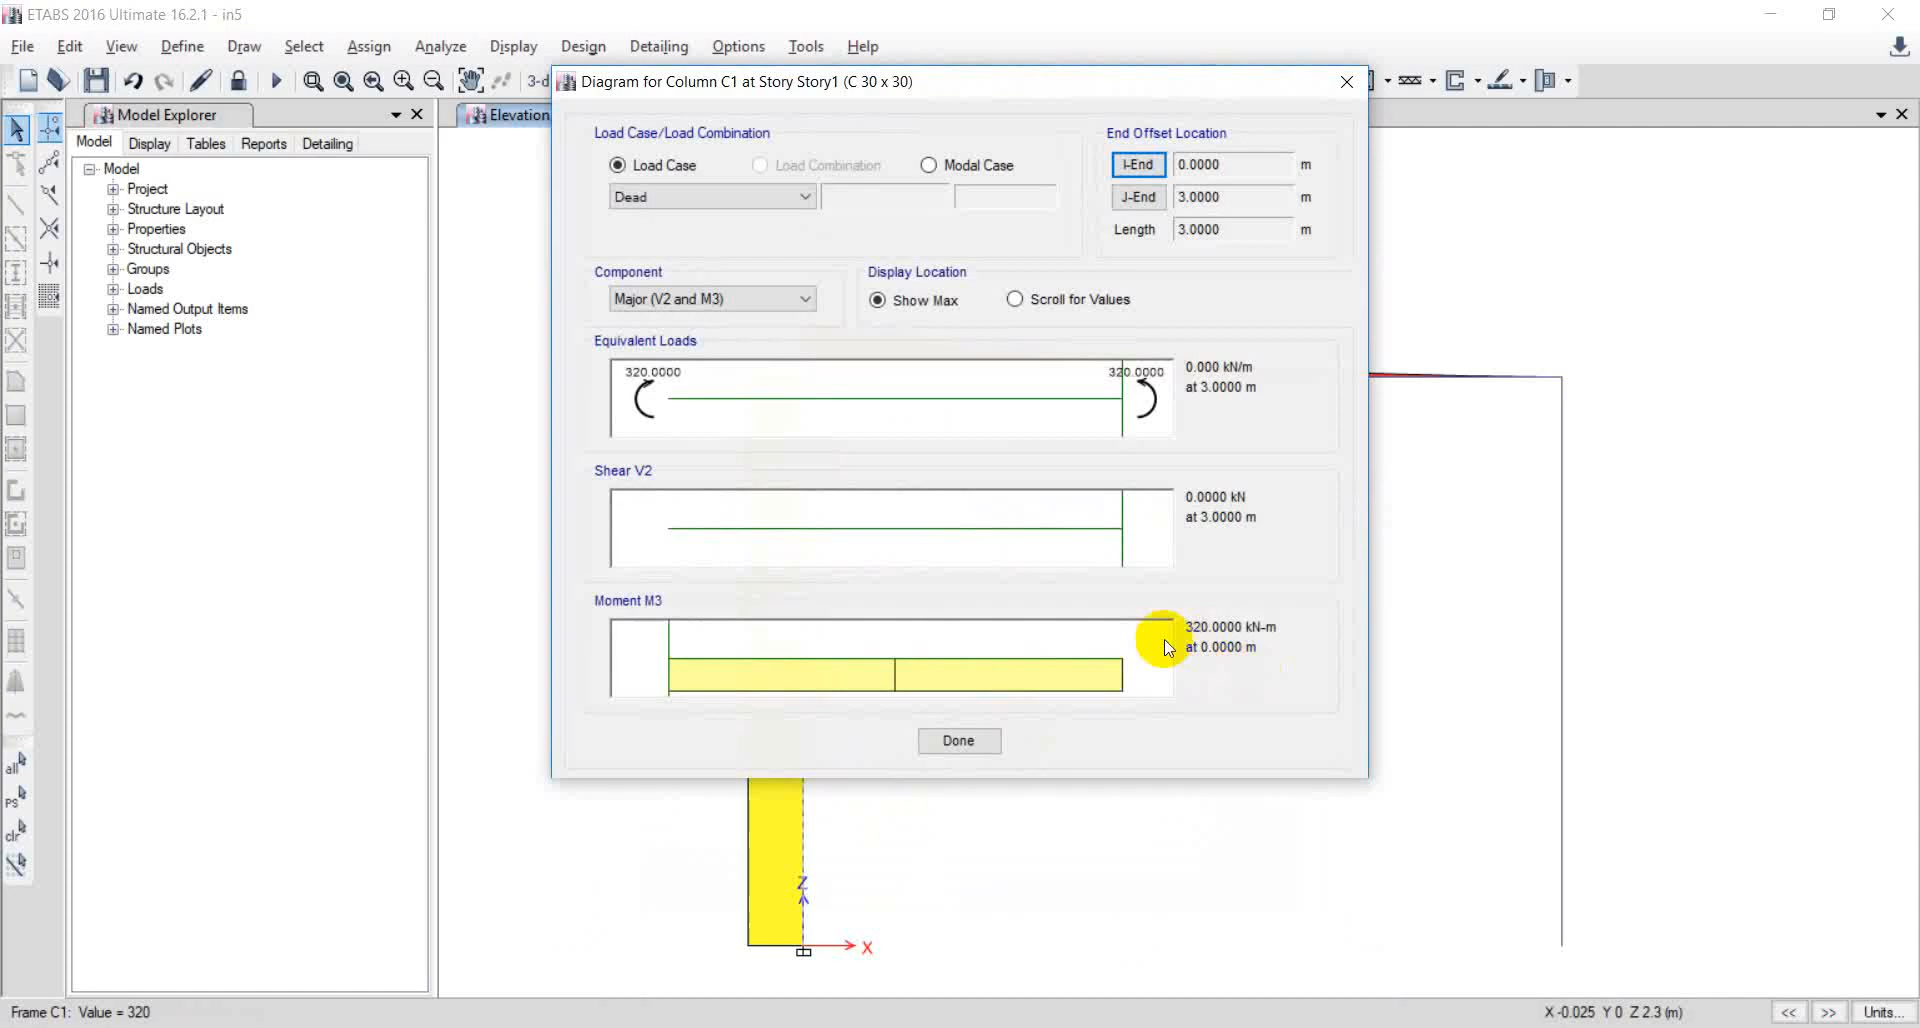 ETABS 2016 Ultimate 16.2.1 - in5
File Edit View Define Draw Select Assign Analyze Display Design Detailing Options Tools Help
3-d
Diagram for Column C1 at Story Story1 (C 30 x 30)
Model Explorer
Elevation
Model Display Tables Reports Detailing
Model
Project
Structure Layout
Properties
Structural Objects
Groups
Loads
Named Output Items
Named Plots
Load Case/Load Combination
Load Case Load Combination Modal Case
Dead
End Offset Location
I-End 0.0000 m
J-End 3.0000 m
Length 3.0000 m
Component
Major (V2 and M3)
Display Location
Show Max Scroll for Values
Equivalent Loads
320.0000 320.0000
0.000 kN/m
at 3.0000 m
Shear V2
0.0000 kN
at 3.0000 m
Moment M3
320.0000 kN-m
at 0.0000 m
Done
all
PS
clr
Z
X
Frame C1: Value = 320
X -0.025 Y 0 Z 2.3 (m)
<< >> Units...